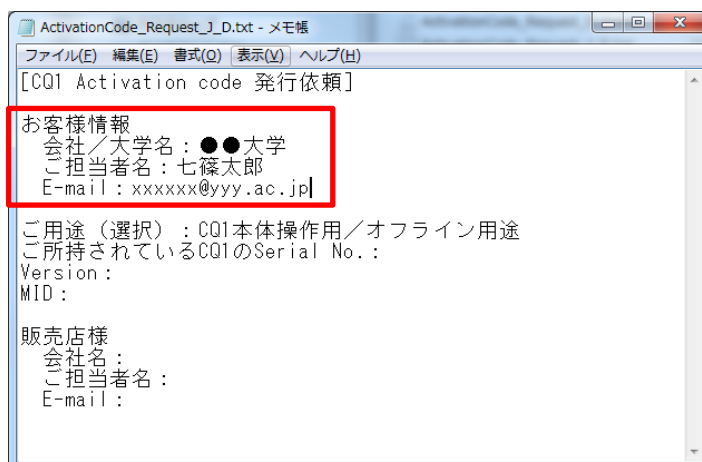 ActivationCode_Request_J_D.txt - メモ帳
ファイル(F) 編集(E) 書式(O) 表示(V) ヘルプ(H)
[CQ1 Activation code 発行依頼]
お客様情報
会社／大学名：●●大学
ご担当者名：七篠太郎
E-mail：xxxxxx@yyy.ac.jp
ご用途（選択）：CQ1本体操作用／オフライン用途
ご所持されているCQ1のSerial No.：
Version：
MID：
販売店様
会社名：
ご担当者名：
E-mail：